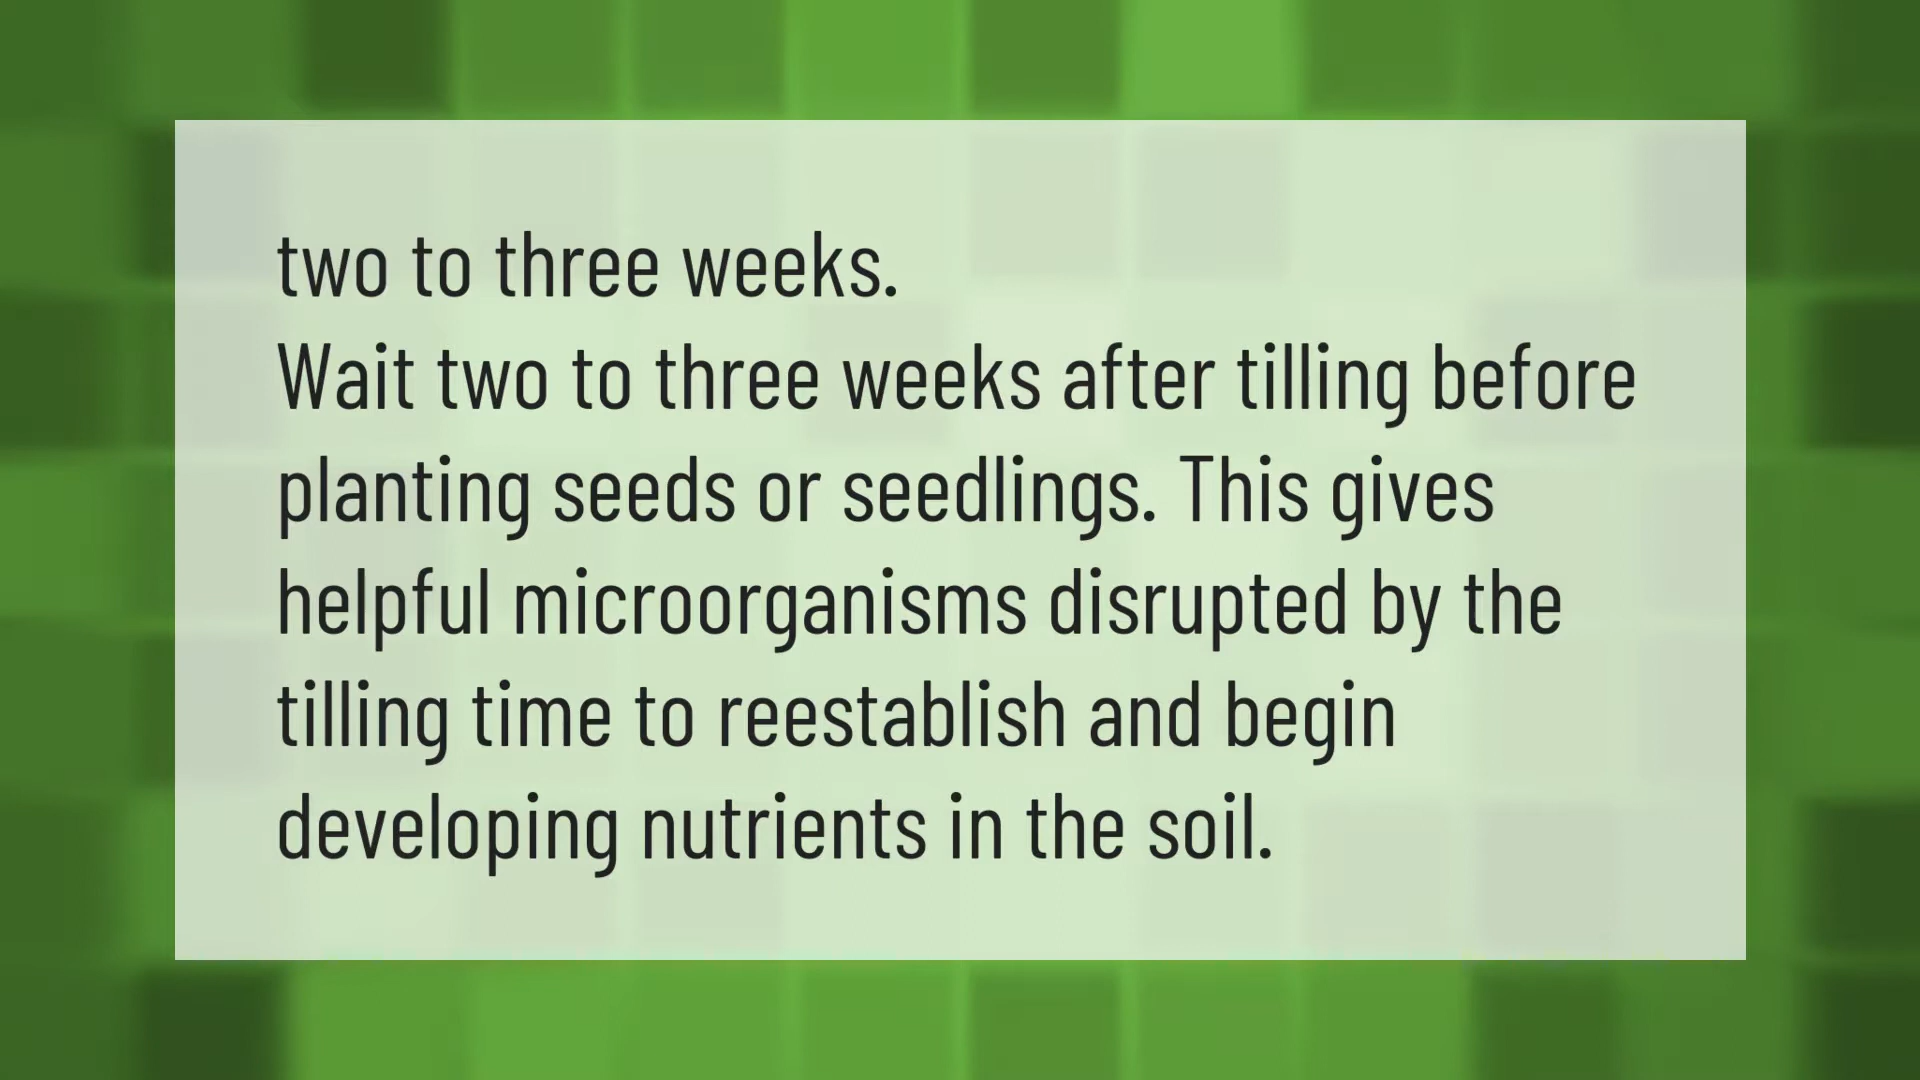 two to three weeks.
Wait two to three weeks after tilling before
planting seeds or seedlings. This gives
helpful microorganisms disrupted by the
tilling time to reestablish and begin
developing nutrients in the soil.